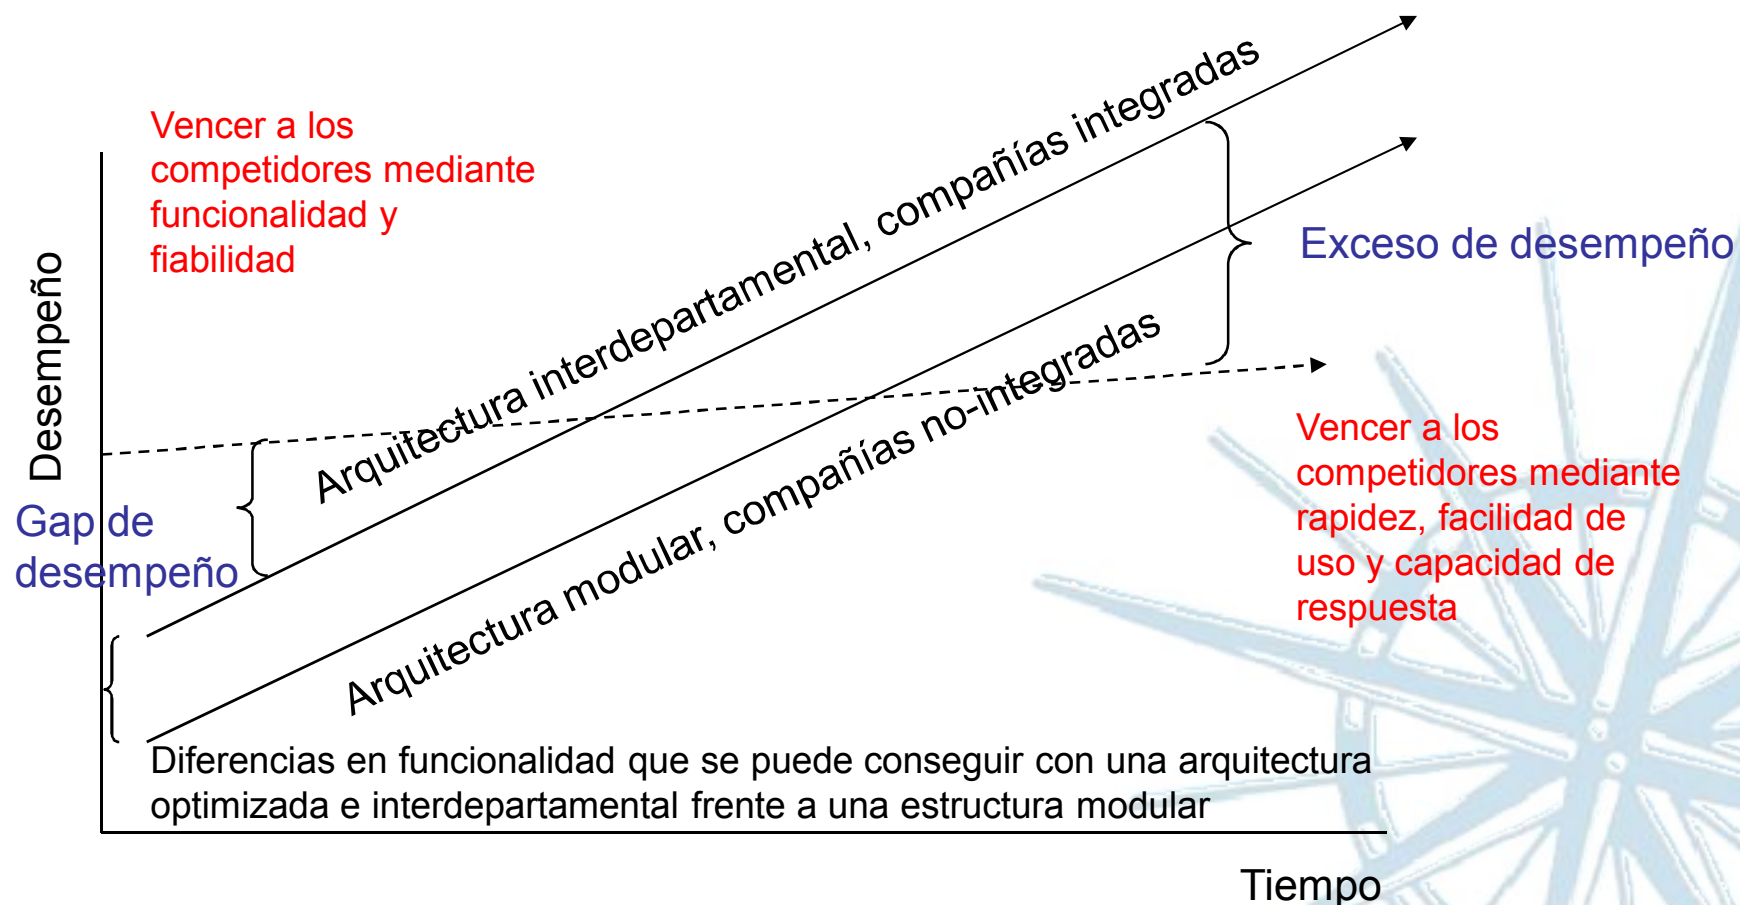 Vencer a los
competidores mediante
funcionalidad y
fiabilidad
Desempeño
Gap de
desempeño
Arquitectura interdepartamental, compañías integradas
Arquitectura modular, compañías no-integradas
Exceso de desempeño
Vencer a los
competidores mediante
rapidez, facilidad de
uso y capacidad de
respuesta
Diferencias en funcionalidad que se puede conseguir con una arquitectura
optimizada e interdepartamental frente a una estructura modular
Tiempo